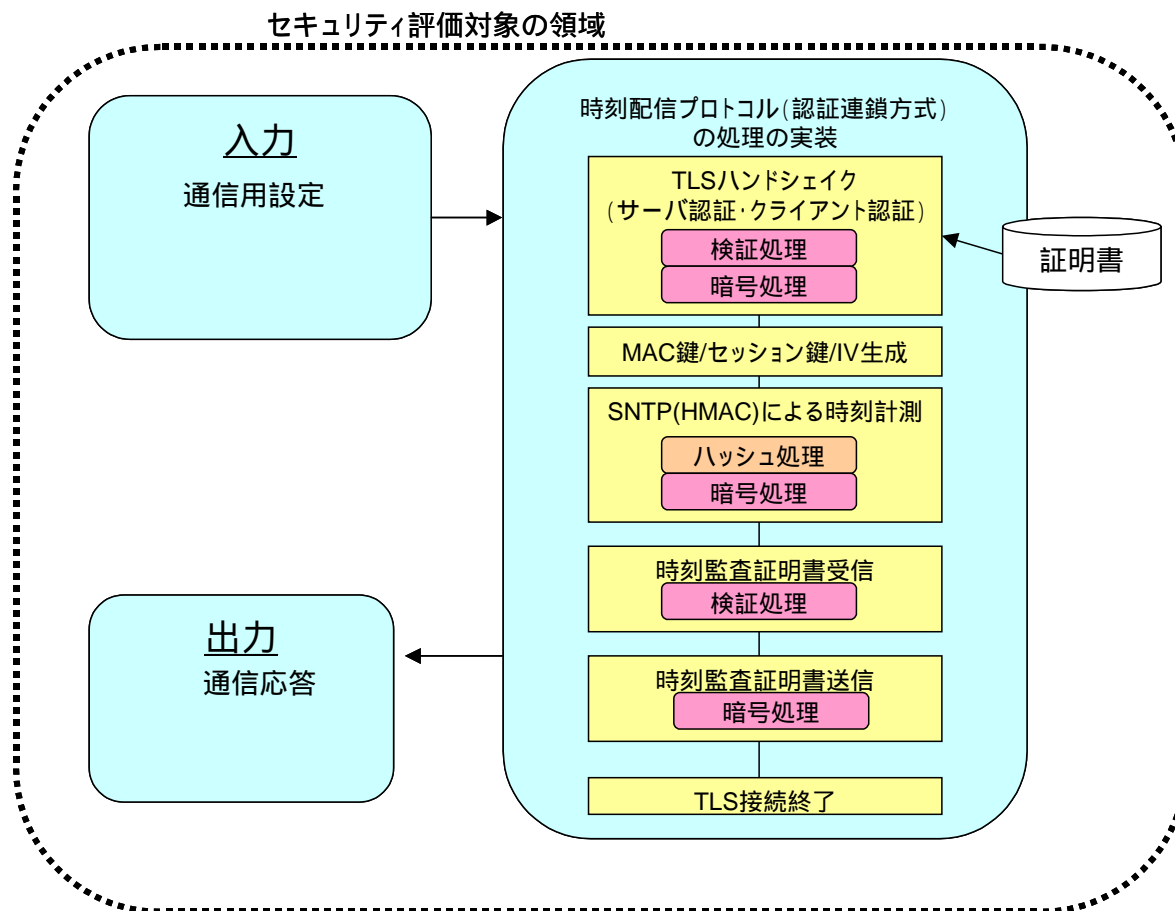 セキュリティ評価対象の領域
入力
通信用設定
時刻配信プロトコル(認証連鎖方式)
の処理の実装
TLSハンドシェイク
(サーバ認証・クライアント認証)
検証処理
暗号処理
証明書
MAC鍵/セッション鍵/IV生成
SNTP(HMAC)による時刻計測
ハッシュ処理
暗号処理
時刻監査証明書受信
検証処理
出力
通信応答
時刻監査証明書送信
暗号処理
TLS接続終了